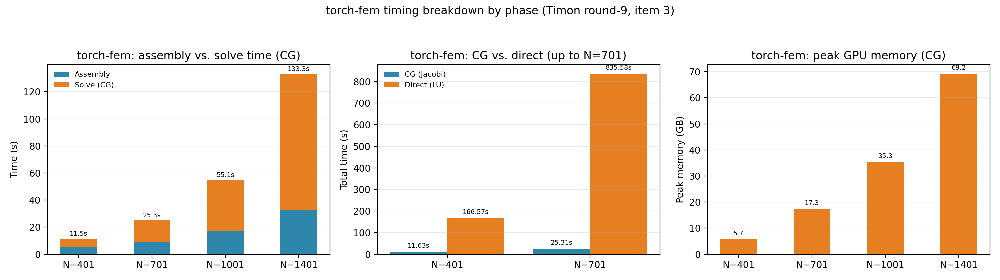 torch-fem timing breakdown by phase (Timon round-9, item 3)
torch-fem: assembly vs. solve time (CG)
Time (s)
120
100
80
60
40
20
0
Assembly
Solve (CG)
11.5s
25.3s
55.1s
133.3s
N=401
N=701
N=1001
N=1401
torch-fem: CG vs. direct (up to N=701)
Total time (s)
800
700
600
500
400
300
200
100
0
CG (Jacobi)
Direct (LU)
11.63s
166.57s
25.31s
835.58s
N=401
N=701
torch-fem: peak GPU memory (CG)
Peak memory (GB)
70
60
50
40
30
20
10
0
5.7
17.3
35.3
69.2
N=401
N=701
N=1001
N=1401